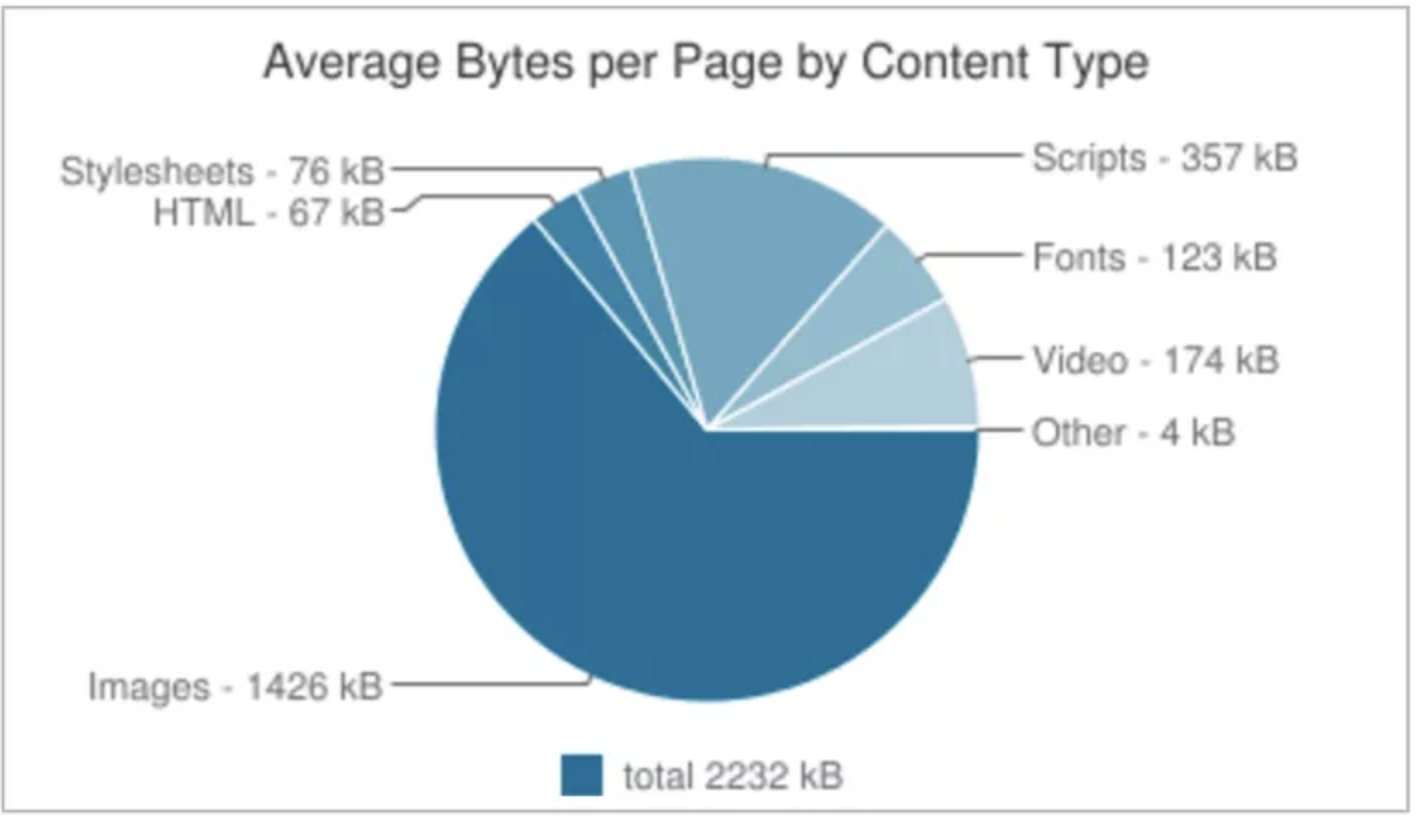 Average Bytes per Page by Content Type
Stylesheets - 76 kB
HTML - 67 kB
Scripts - 357 kB
Fonts - 123 kB
Video - 174 kB
Other - 4 kB
Images - 1426 kB
total 2232 kB